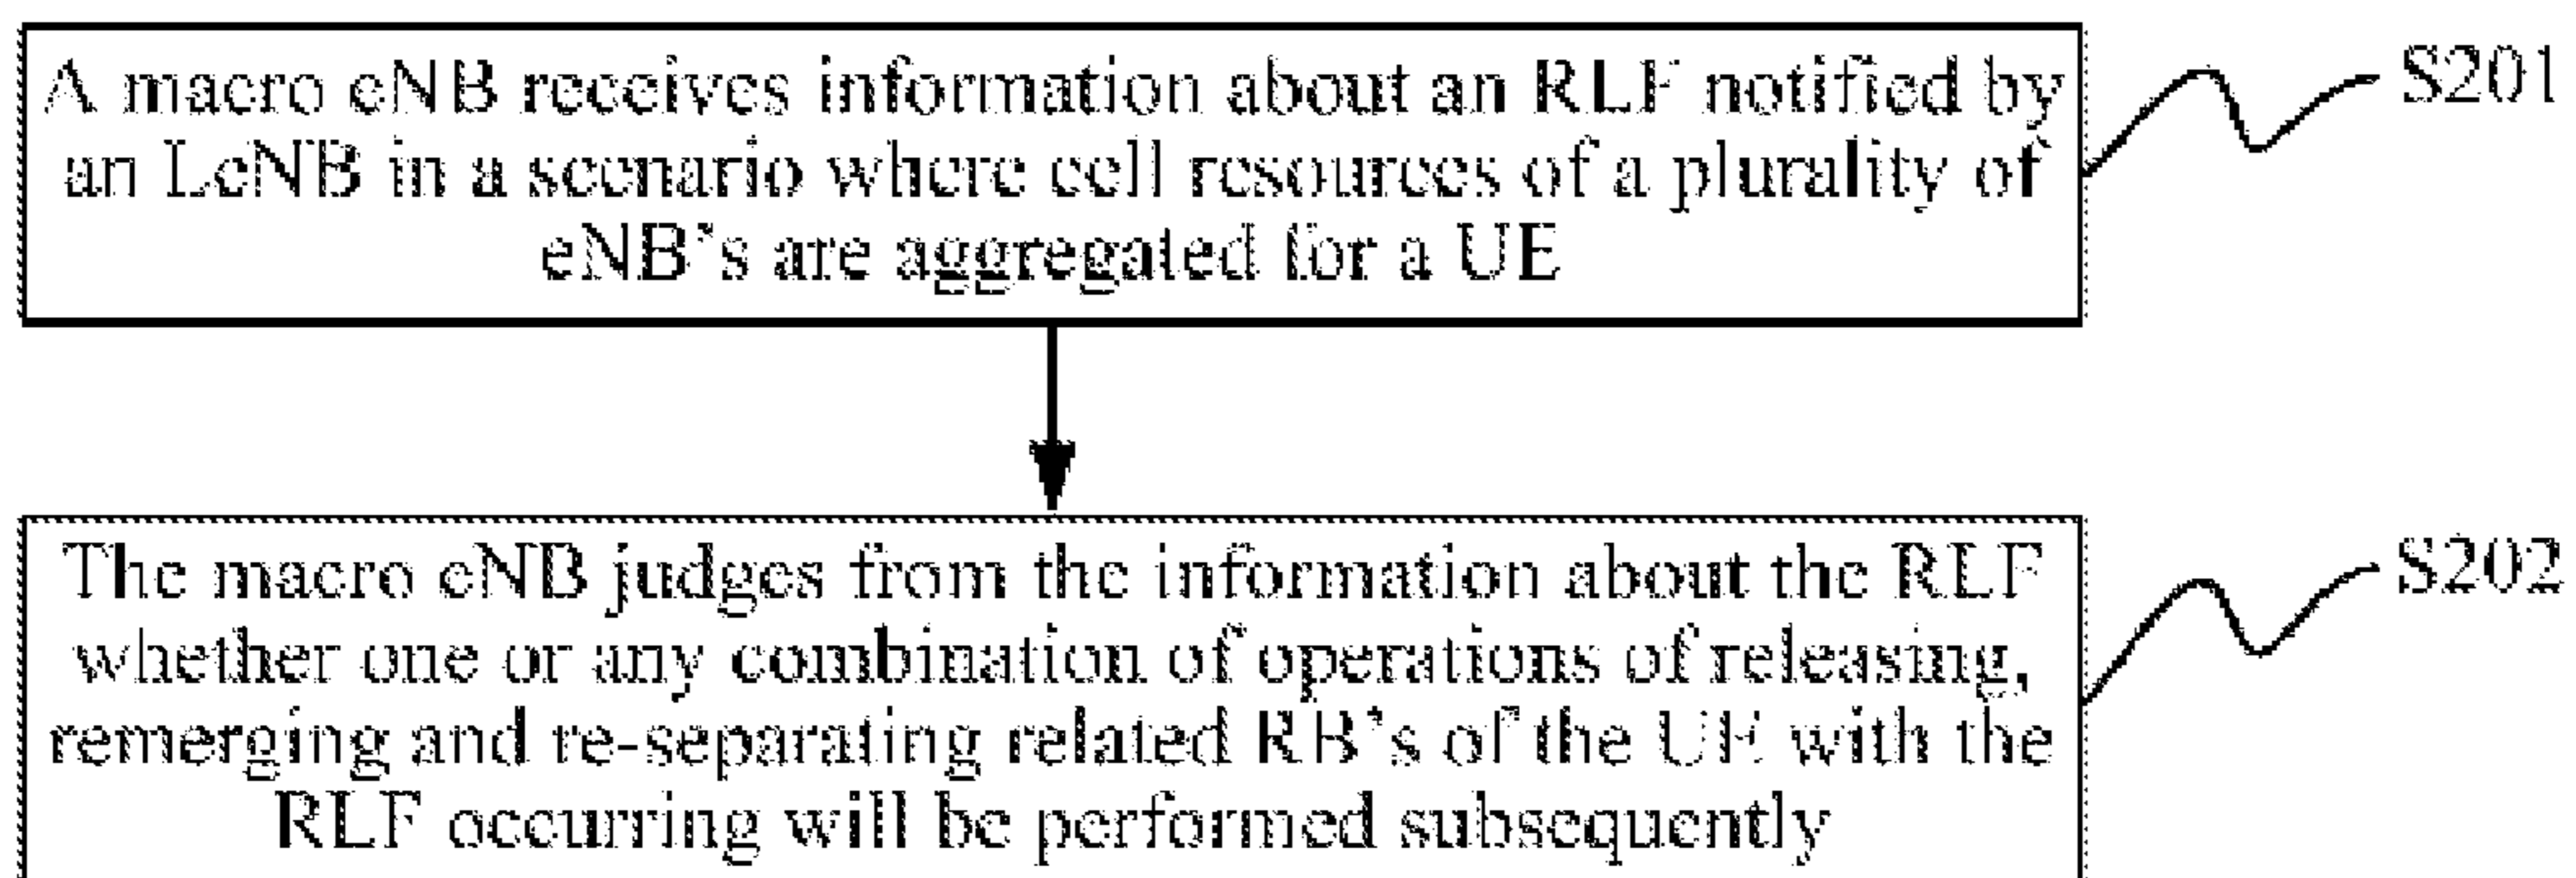 A macro eNB receives information about an RLF notified by
an LeNB in a scenario where cell resources of a plurality of
eNB's are aggregated for a UE
S201
The macro eNB judges from the information about the RLF
whether one or any combination of operations of releasing,
remerging and re-separating related RB's of the UE with the
RLF occurring will be performed subsequently
S202